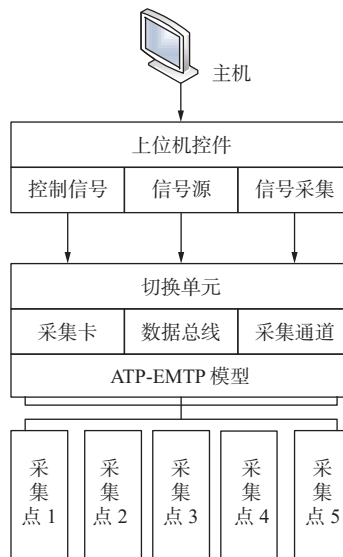 主机
上位机控件
控制信号 信号源 信号采集
切换单元
采集卡 数据总线 采集通道
ATP-EMTP 模型
采集点 1
采集点 2
采集点 3
采集点 4
采集点 5